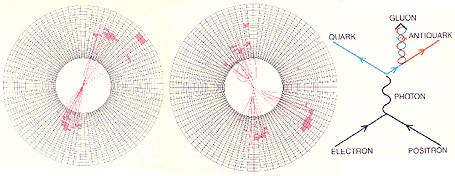 GLUON
QUARK
ANTIQUARK
PHOTON
ELECTRON
POSITRON